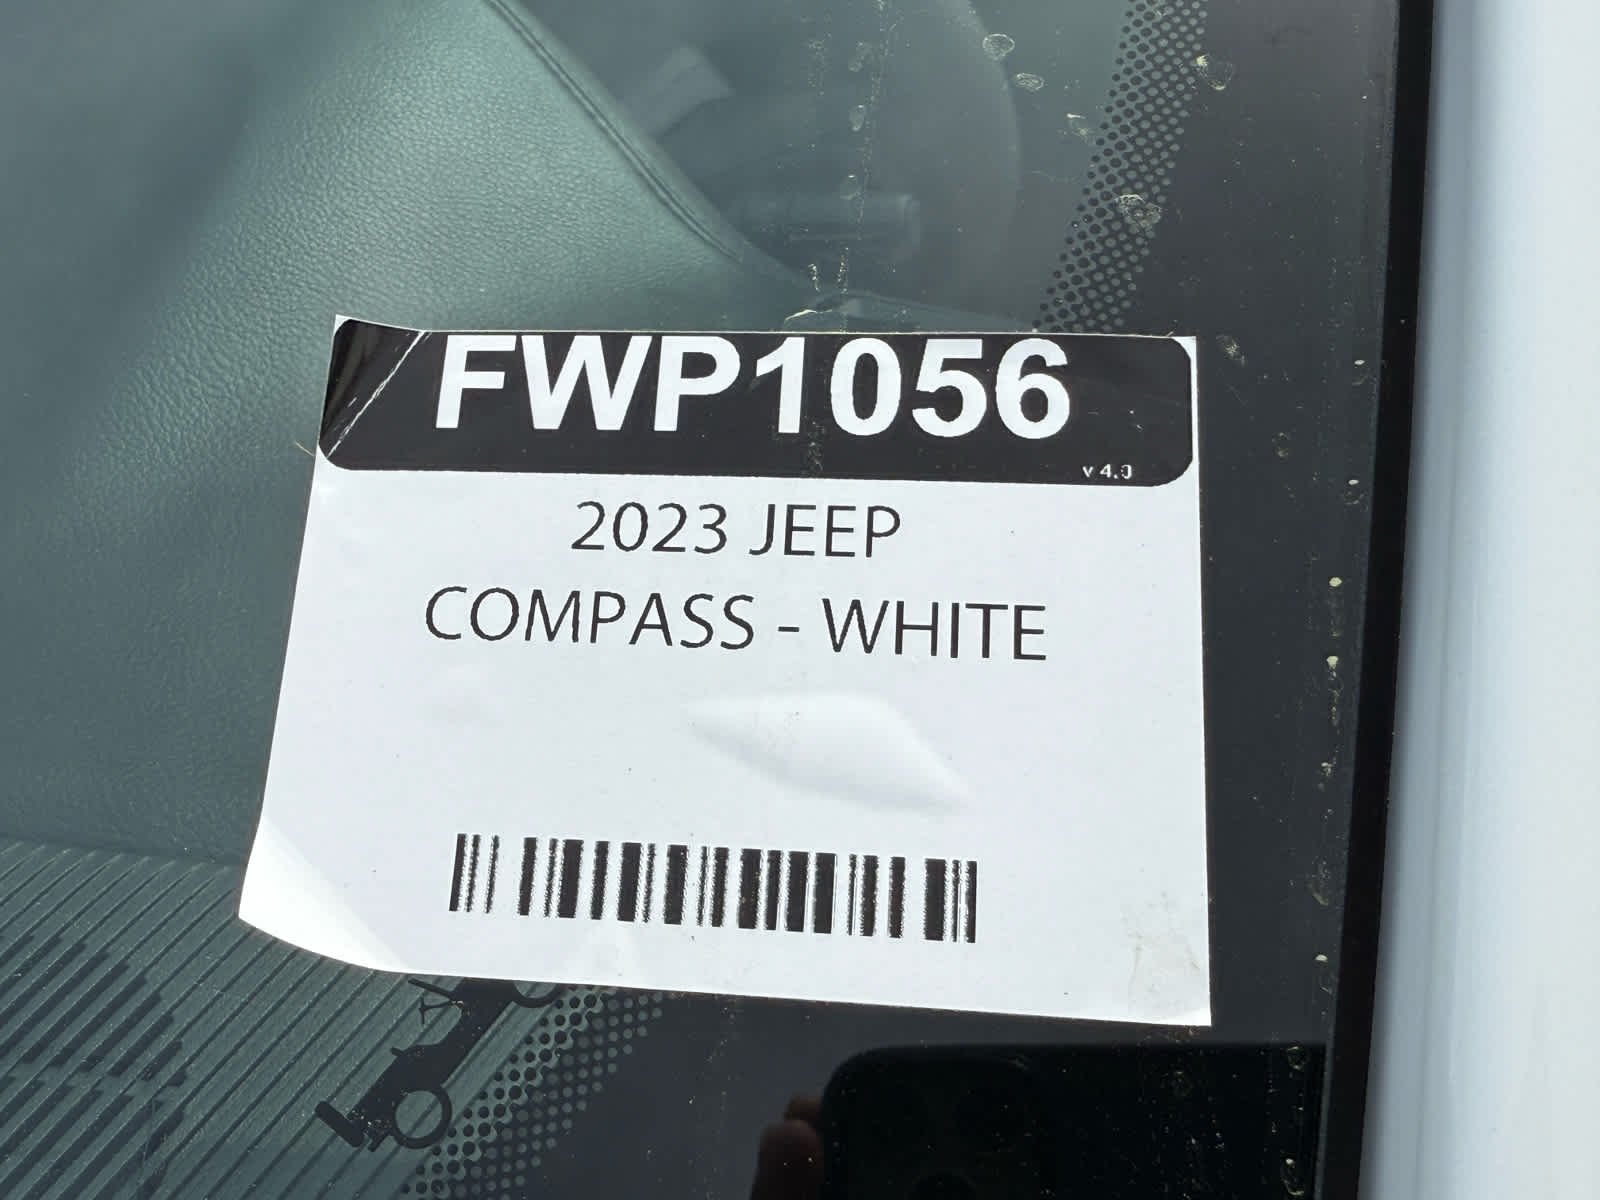 FWP1056
v 4.0
2023 JEEP
COMPASS - WHITE